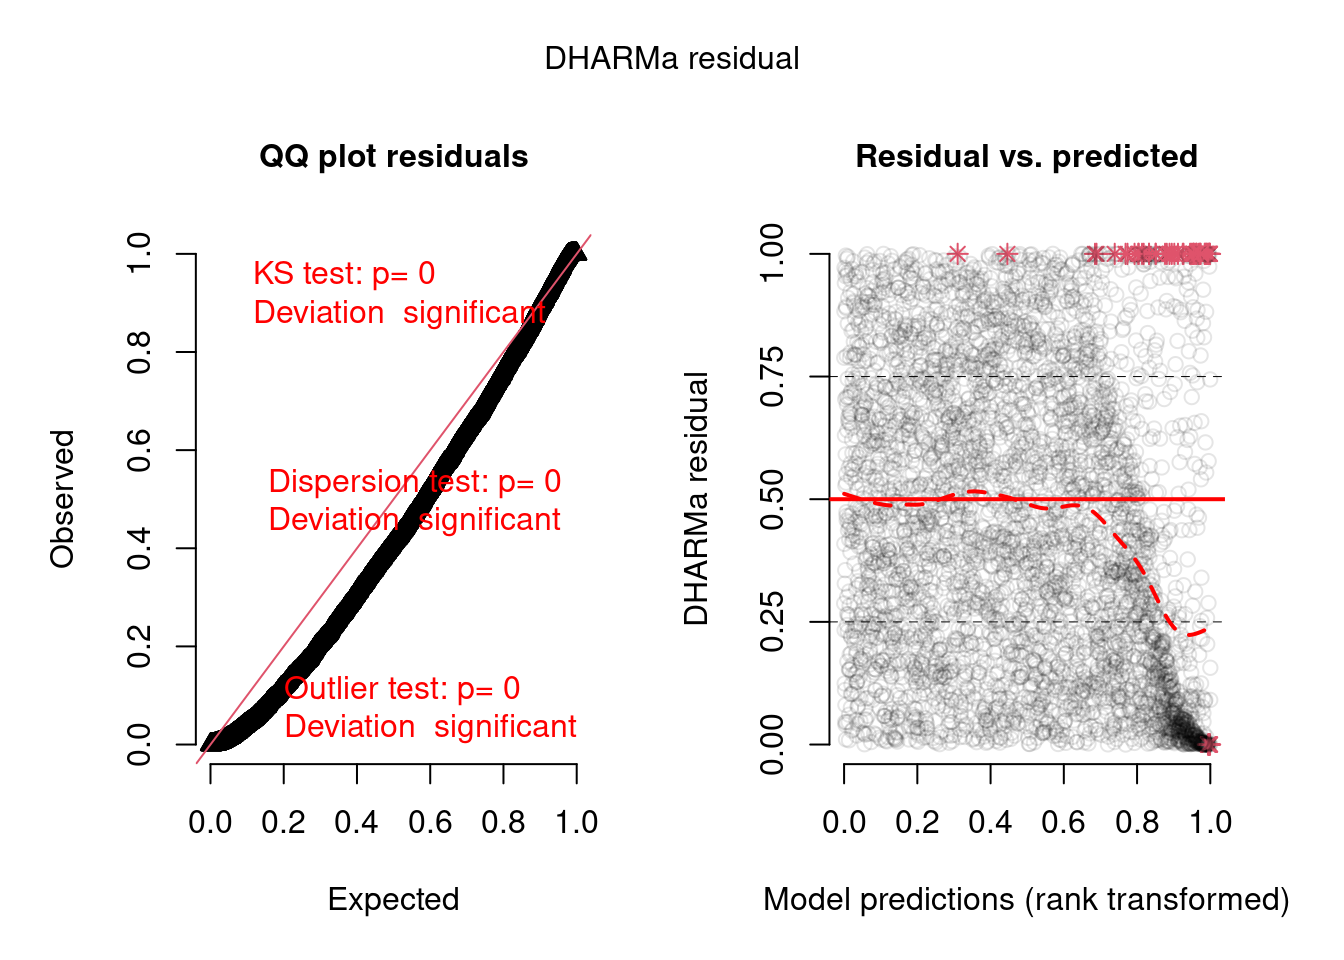 DHARMa residual
QQ plot residuals
KS test: p= 0
Deviation  significant
Dispersion test: p= 0
Deviation  significant
Outlier test: p= 0
Deviation  significant
Observed
0.0 0.2 0.4 0.6 0.8 1.0
0.0 0.2 0.4 0.6 0.8 1.0
Expected
Residual vs. predicted
DHARMa residual
0.00 0.25 0.50 0.75 1.00
0.0 0.2 0.4 0.6 0.8 1.0
Model predictions (rank transformed)